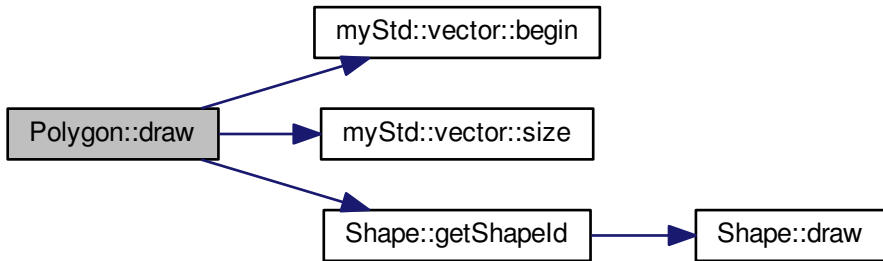 myStd::vector::begin
Polygon::draw
myStd::vector::size
Shape::getShapeId
Shape::draw